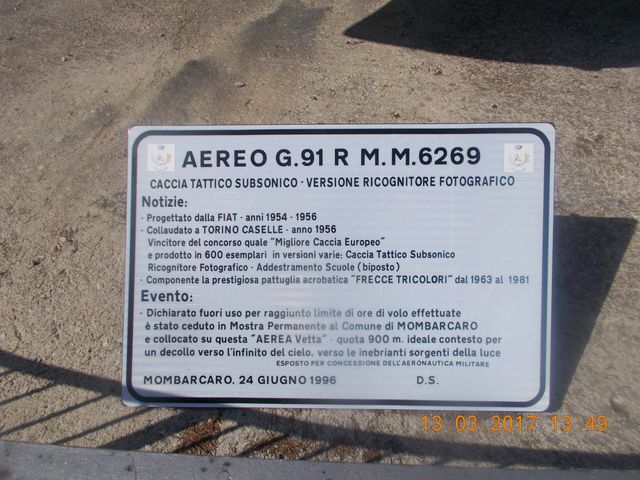 AEREO G.91 R M.M.6269
CACCIA TATTICO SUBSONICO - VERSIONE RICOGNITORE FOTOGRAFICO
Notizie:
- Progettato dalla FIAT - anni 1954 - 1956
- Collaudato a TORINO CASELLE - anno 1956
Vincitore del concorso quale "Migliore Caccia Europeo"
e prodotto in 600 esemplari in versioni varie: Caccia Tattico Subsonico
Ricognitore Fotografico - Addestramento Scuole (biposto)
- Componente la prestigiosa pattuglia acrobatica "FRECCE TRICOLORI" dal 1963 al 1981
Evento:
- Dichiarato fuori uso per raggiunto limite di ore di volo effettuate
è stato ceduto in Mostra Permanente al Comune di MOMBARCARO
e collocato su questa "AEREA Vetta" - quota 900 m. ideale contesto per
un decollo verso l'infinito del cielo, verso le inebrianti sorgenti della luce
ESPOSTO PER CONCESSIONE DELL'AERONAUTICA MILITARE
MOMBARCARO, 24 GIUGNO 1996 D.S.
13.03.2017 13:49